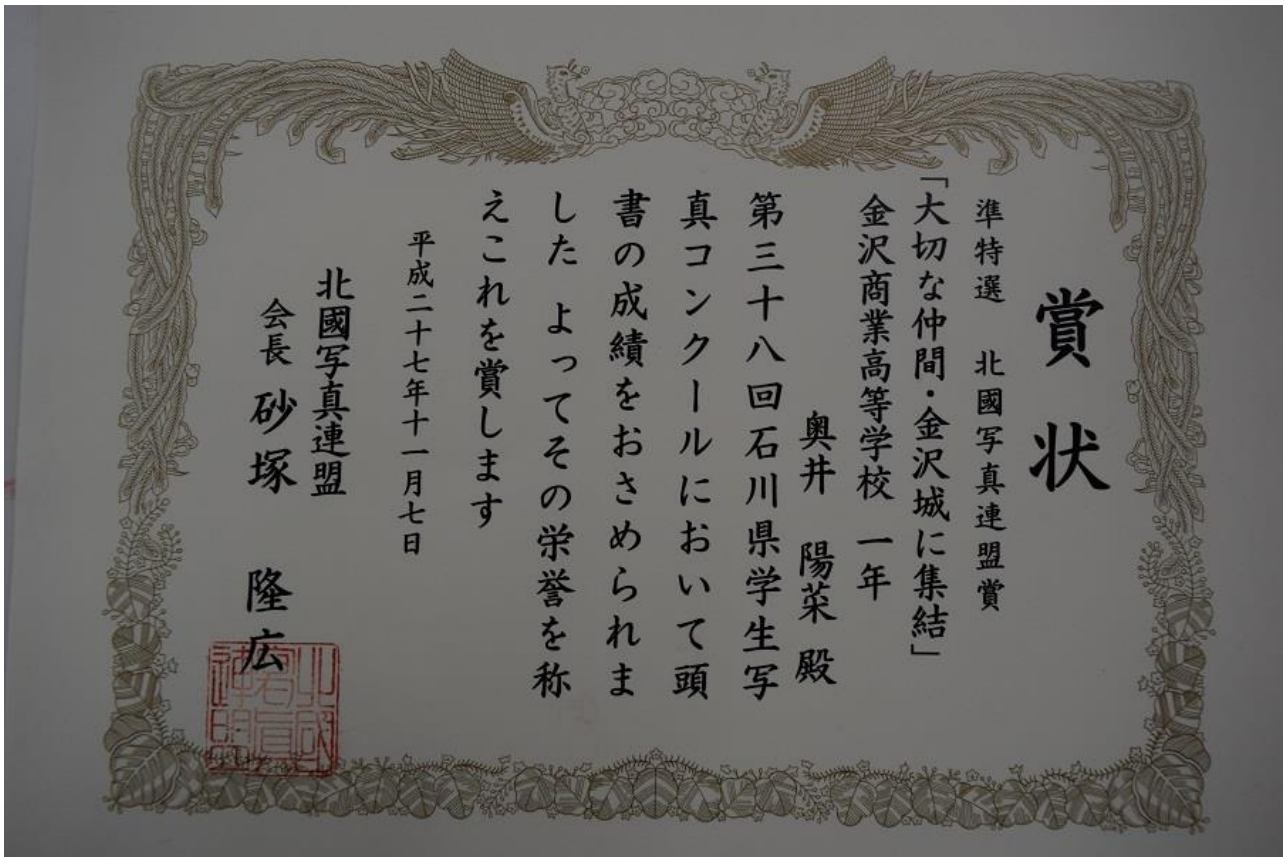 賞状
準特選 北國写真連盟賞
「大切な仲間・金沢城に集結」
金沢商業高等学校 一年
奥井 陽菜 殿
第三十八回石川県学生写
真コンクールにおいて頭
書の成績をおさめられま
した よってその栄誉を称
えこれを賞します
平成二十七年十一月七日
北國写真連盟
会長 砂塚 隆広